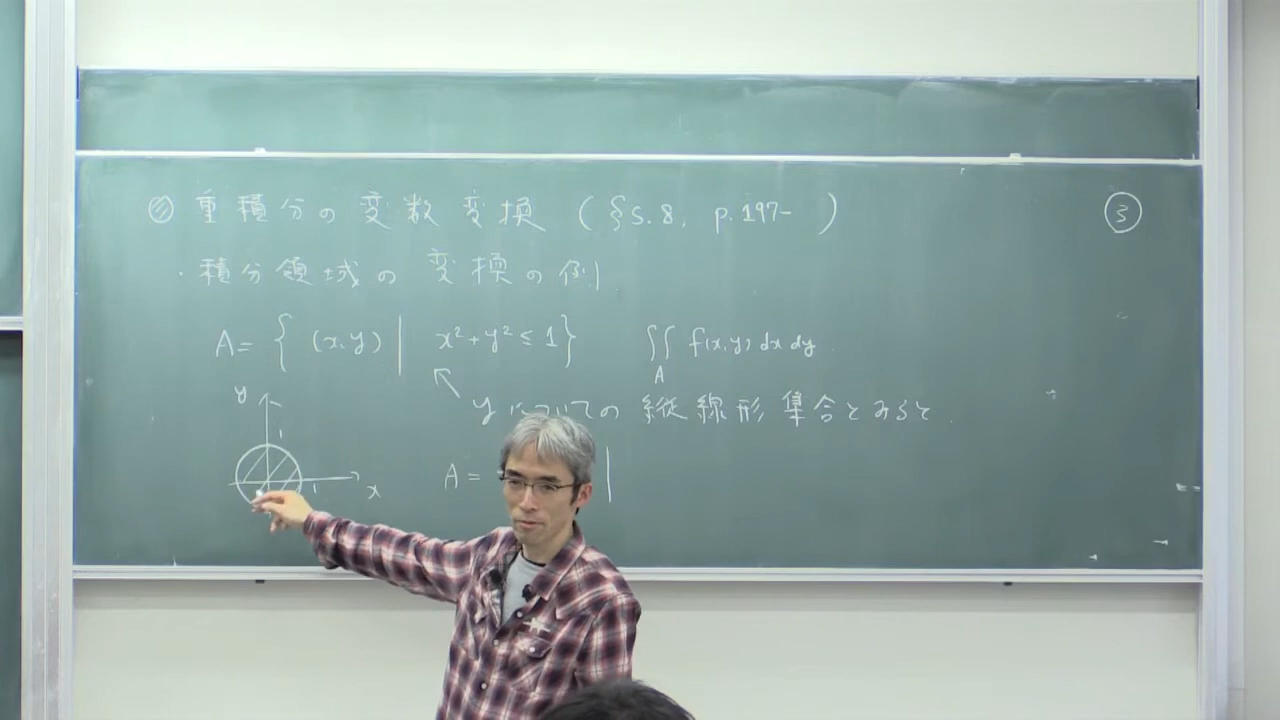 ◎ 重積分の変数変換 (§5.8, p.197- )
③
・積分領域の変換の例
A = { (x,y) | x²+y² ≤ 1 } ∬_A f(x,y) dx dy
yについての縦線形集合とみると
y
1
1
x
A = {
|